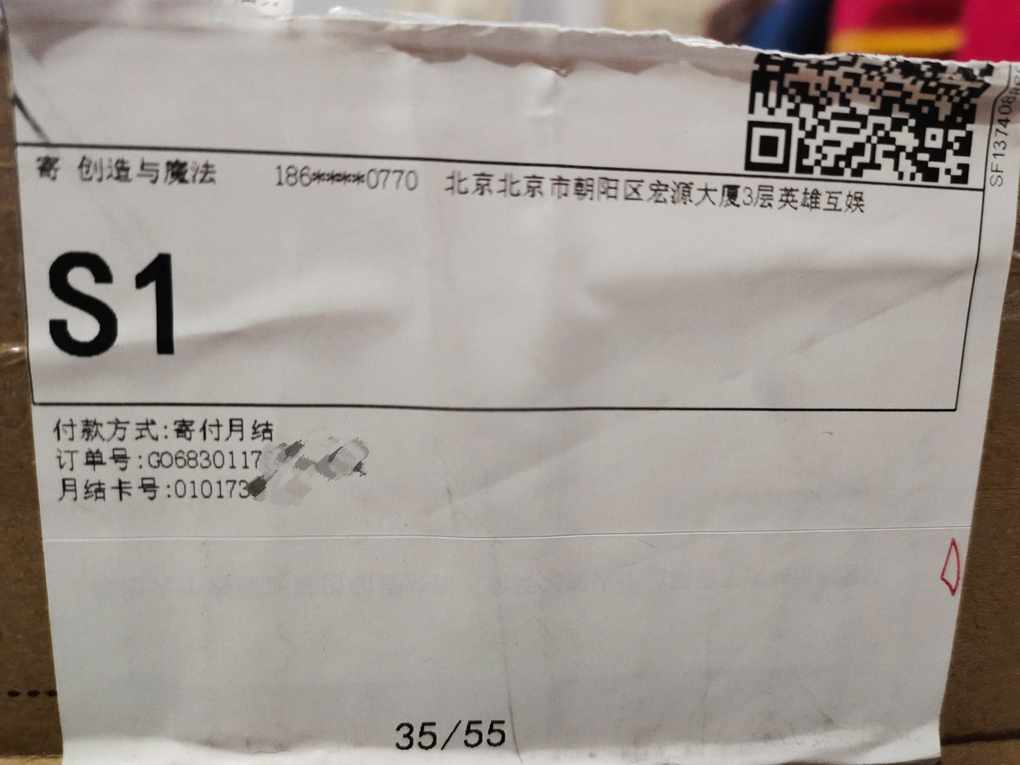 寄 创造与魔法 186****0770 北京北京市朝阳区宏源大厦3层英雄互娱
SF1374088
S1
付款方式:寄付月结
订单号:GO6830117
月结卡号:010173
35/55